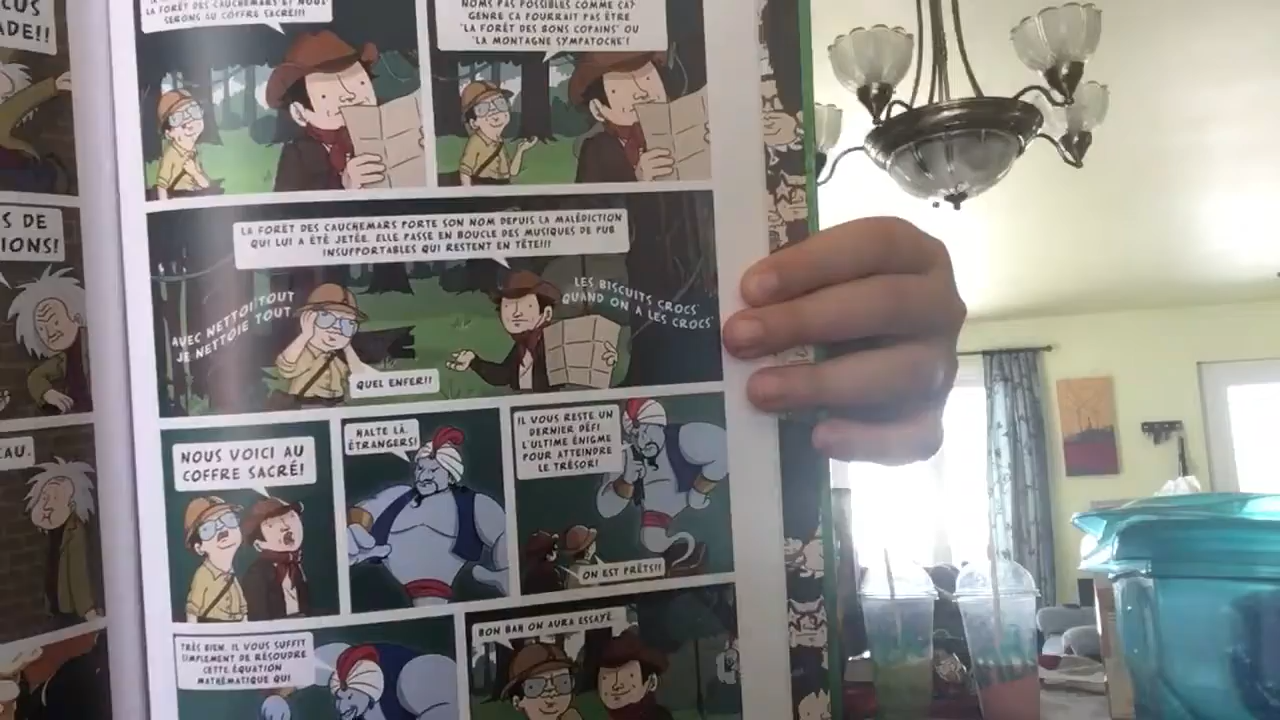 CUS
ADE!!
S DE
IONS!
CAU.
LA FORÊT DES CAUCHEMARS ET NOUS
SERONS AU COFFRE SACRÉ!!!
NOMS PAS POSSIBLES COMME ÇA?
GENRE ÇA POURRAIT PAS ÊTRE
"LA FORÊT DES BONS COPAINS" OU
"LA MONTAGNE SYMPATOCHE"!
LA FORÊT DES CAUCHEMARS PORTE SON NOM DEPUIS LA MALÉDICTION
QUI LUI A ÉTÉ JETÉE. ELLE PASSE EN BOUCLE DES MUSIQUES DE PUB
INSUPPORTABLES QUI RESTENT EN TÊTE!!!
AVEC NETTOI'TOUT
JE NETTOIE TOUT
LES BISCUITS CROCS'
QUAND ON A LES CROCS'
QUEL ENFER!!
NOUS VOICI AU
COFFRE SACRÉ!
HALTE LÀ,
ÉTRANGERS!
IL VOUS RESTE UN
DERNIER DÉFI
L'ULTIME ÉNIGME
POUR ATTEINDRE
LE TRÉSOR!
ON EST PRÊTS!!
TRÈS BIEN. IL VOUS SUFFIT
SIMPLEMENT DE RÉSOUDRE
CETTE ÉQUATION
MATHÉMATIQUE QUI
BON BAH ON AURA ESSAYÉ.